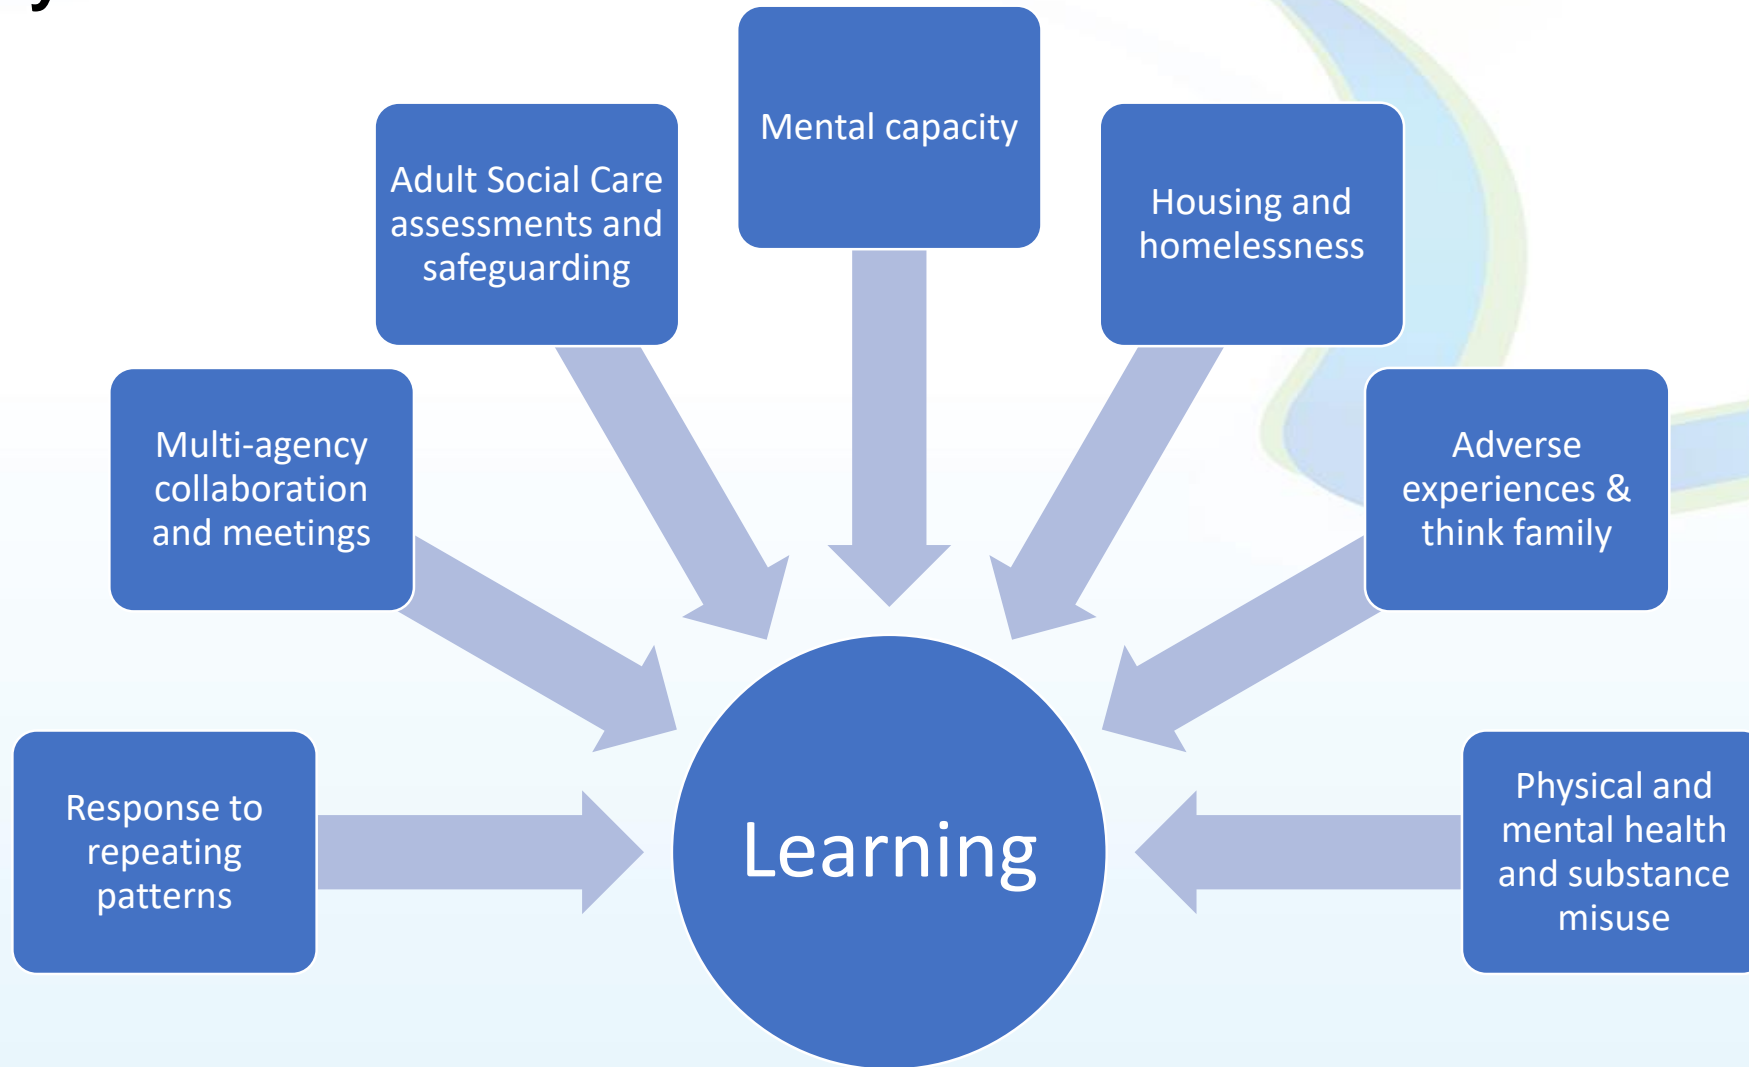 Mental capacity
Adult Social Care
assessments and
safeguarding
Housing and
homelessness
Multi-agency
collaboration
and meetings
Adverse
experiences &
think family
Response to
repeating
patterns
Learning
Physical and
mental health
and substance
misuse